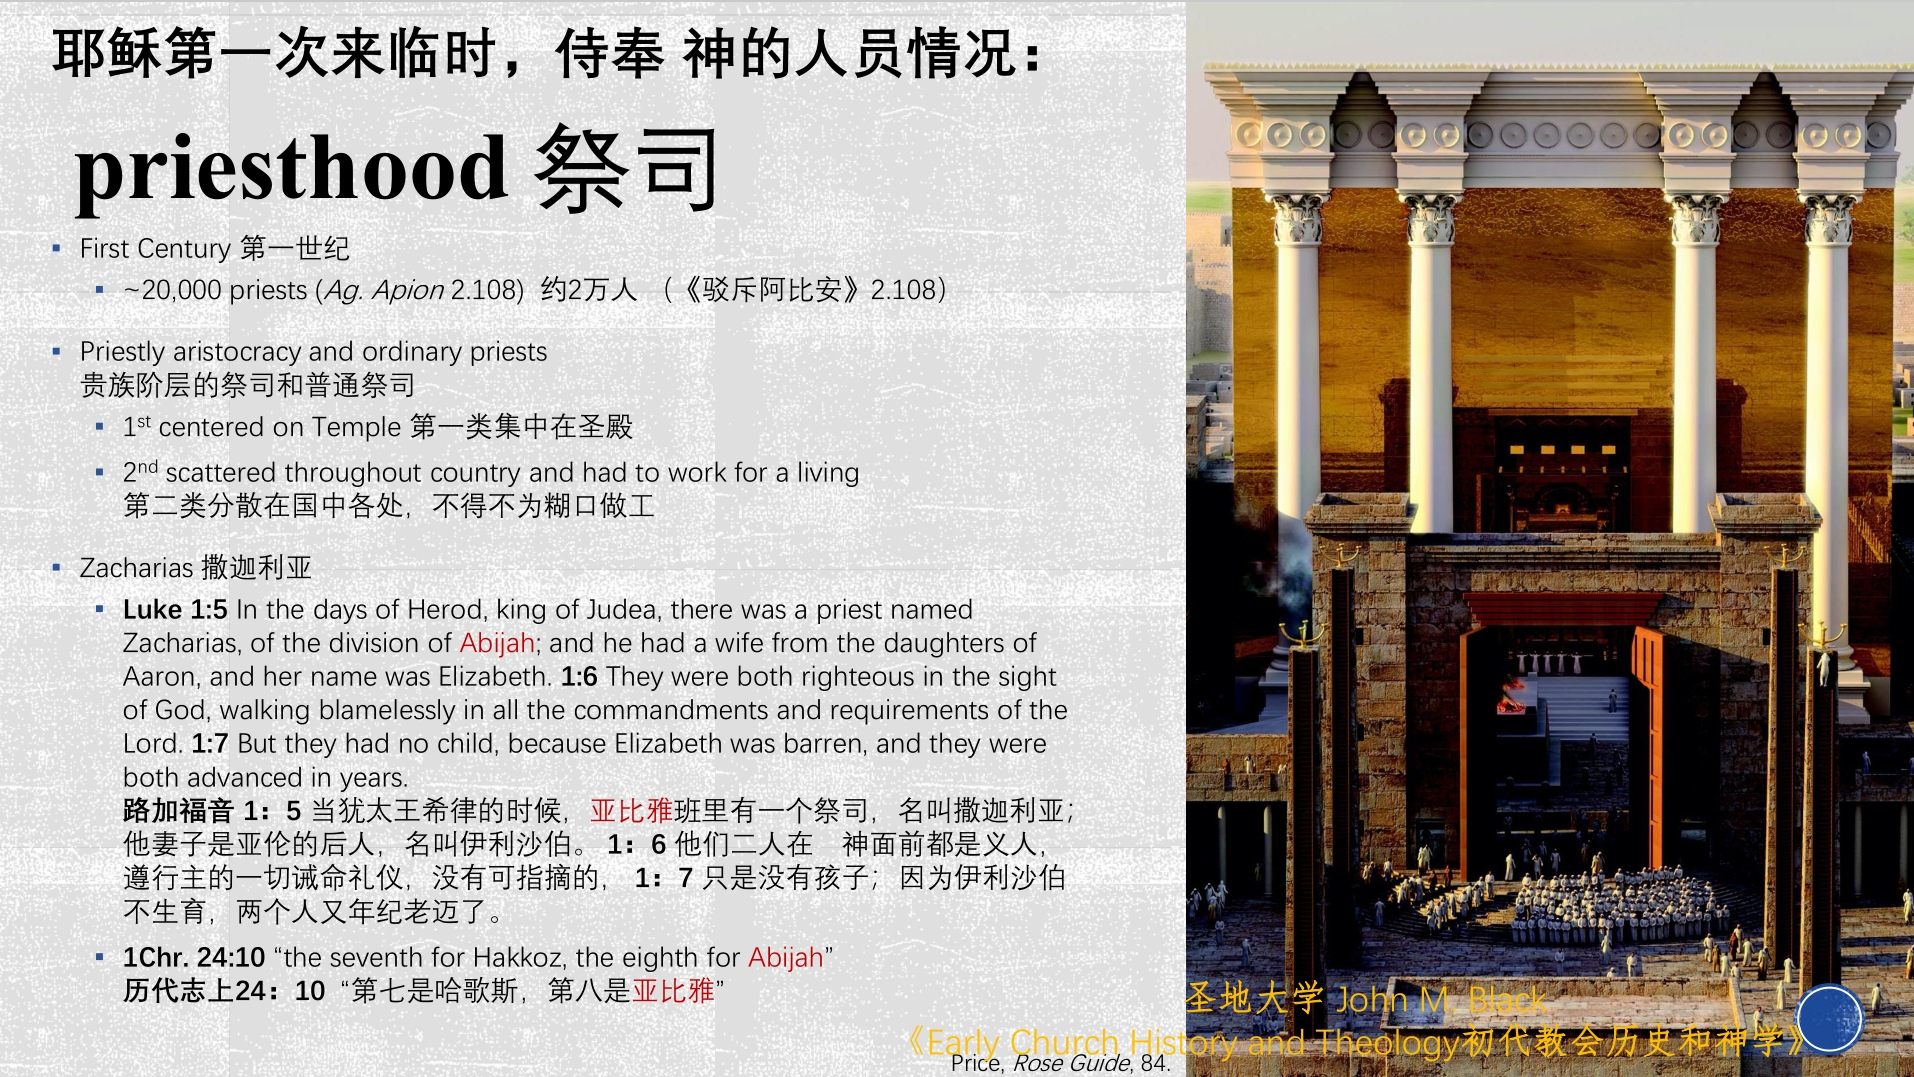 耶稣第一次来临时，侍奉 神的人员情况：
priesthood 祭司
▪ First Century 第一世纪
▪ ~20,000 priests (Ag. Apion 2.108)  约2万人 （《驳斥阿比安》2.108）
▪ Priestly aristocracy and ordinary priests
贵族阶层的祭司和普通祭司
▪ 1st centered on Temple 第一类集中在圣殿
▪ 2nd scattered throughout country and had to work for a living
第二类分散在国中各处，不得不为糊口做工
▪ Zacharias 撒迦利亚
▪ Luke 1:5 In the days of Herod, king of Judea, there was a priest named
Zacharias, of the division of Abijah; and he had a wife from the daughters of
Aaron, and her name was Elizabeth. 1:6 They were both righteous in the sight
of God, walking blamelessly in all the commandments and requirements of the
Lord. 1:7 But they had no child, because Elizabeth was barren, and they were
both advanced in years.
路加福音 1：5 当犹太王希律的时候，亚比雅班里有一个祭司，名叫撒迦利亚；
他妻子是亚伦的后人，名叫伊利沙伯。 1：6 他们二人在　神面前都是义人，
遵行主的一切诫命礼仪，没有可指摘的， 1：7 只是没有孩子；因为伊利沙伯
不生育，两个人又年纪老迈了。
▪ 1Chr. 24:10 “the seventh for Hakkoz, the eighth for Abijah”
历代志上24：10  “第七是哈歌斯，第八是亚比雅”
圣地大学 John M. Black
《Early Church History and Theology初代教会历史和神学》
Price, Rose Guide, 84.